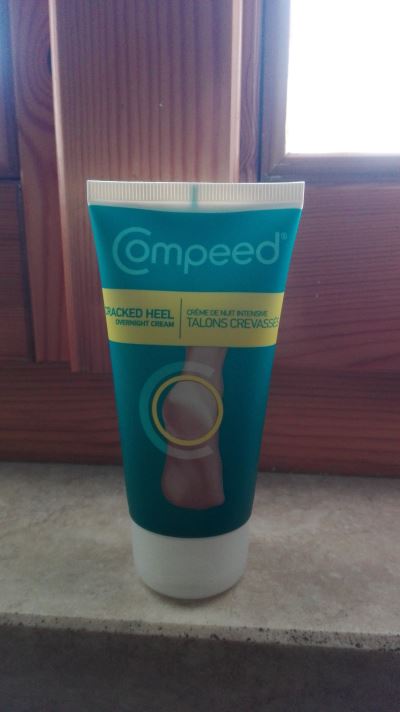 Compeed®
CRACKED HEEL
OVERNIGHT CREAM
CRÈME DE NUIT INTENSIVE
TALONS CREVASSÉS